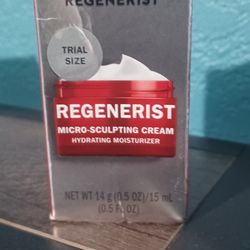 REGENERIST
TRIAL
SIZE
REGENERIST
MICRO-SCULPTING CREAM
HYDRATING MOISTURIZER
NET WT 14 g (0.5 OZ)/15 mL
(0.5 Fl OZ)